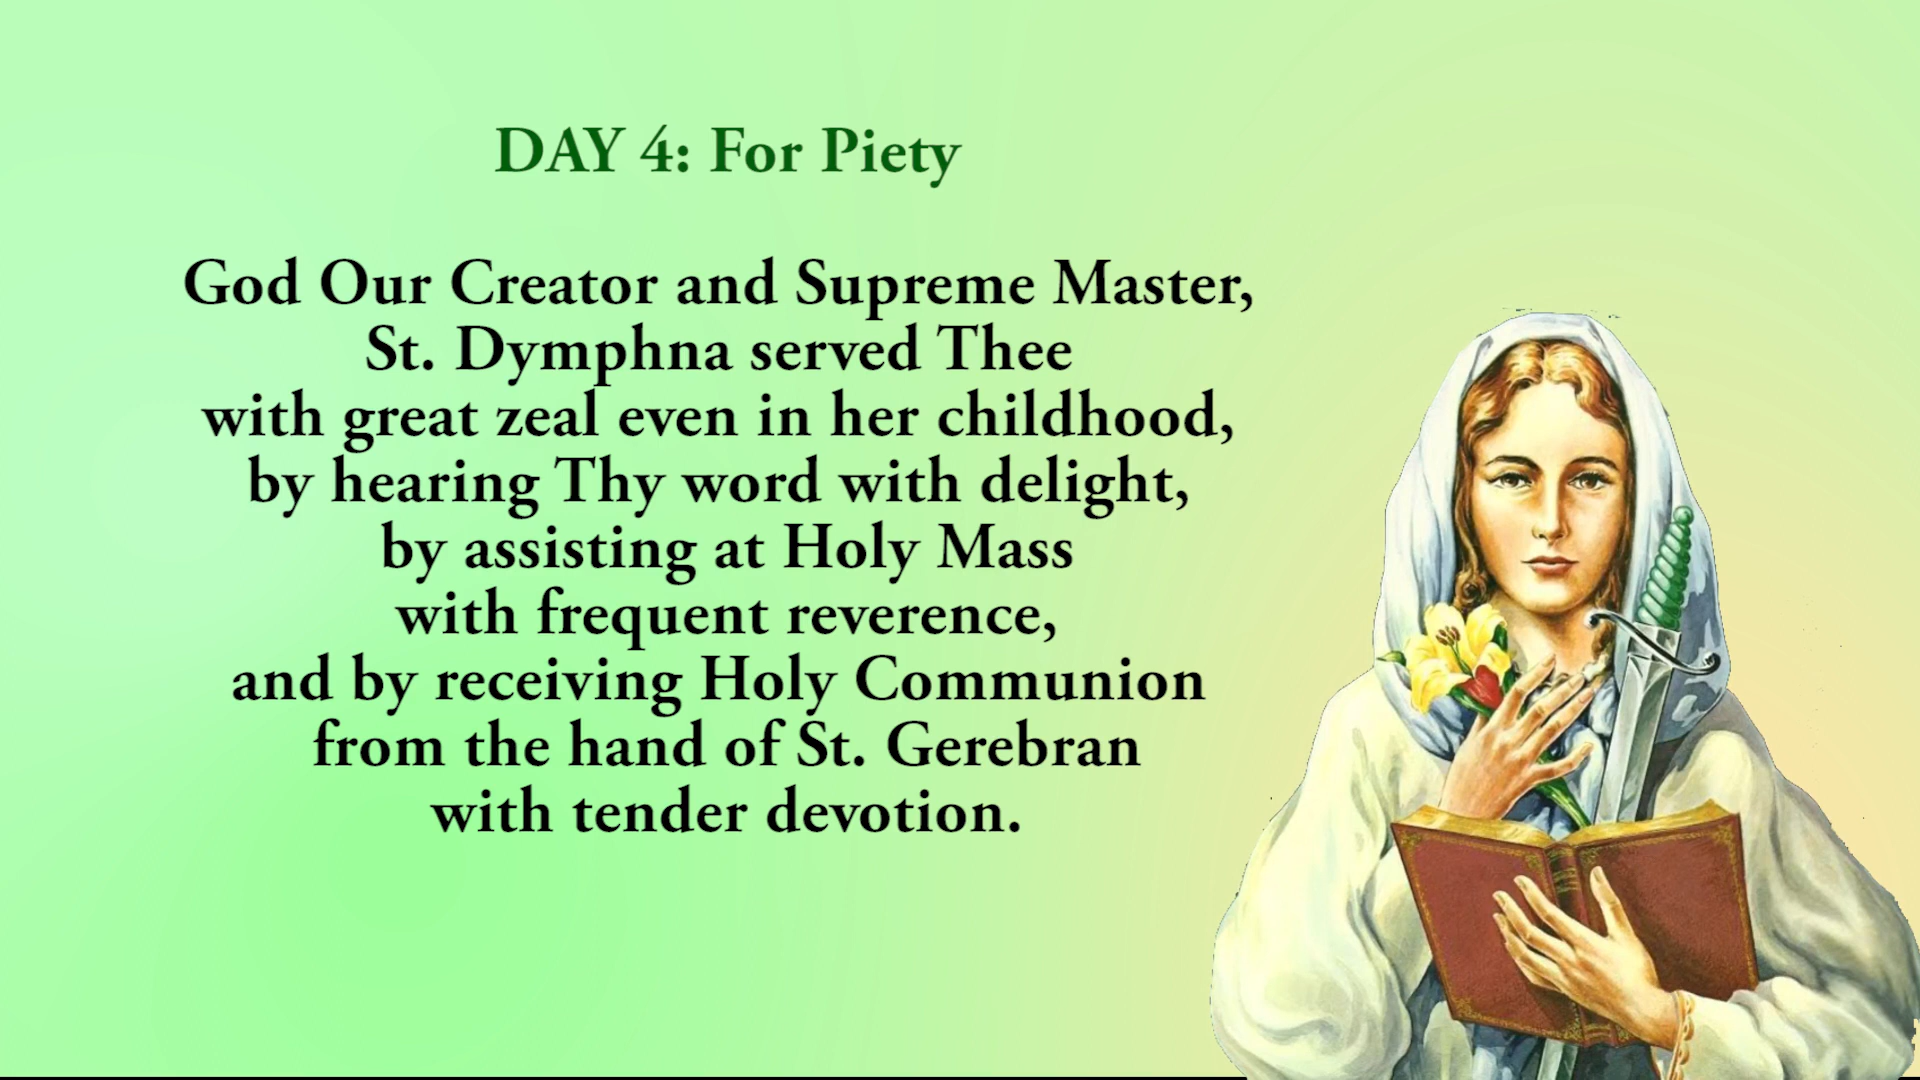 DAY 4: For Piety
God Our Creator and Supreme Master,
St. Dymphna served Thee
with great zeal even in her childhood,
by hearing Thy word with delight,
by assisting at Holy Mass
with frequent reverence,
and by receiving Holy Communion
from the hand of St. Gerebran
with tender devotion.